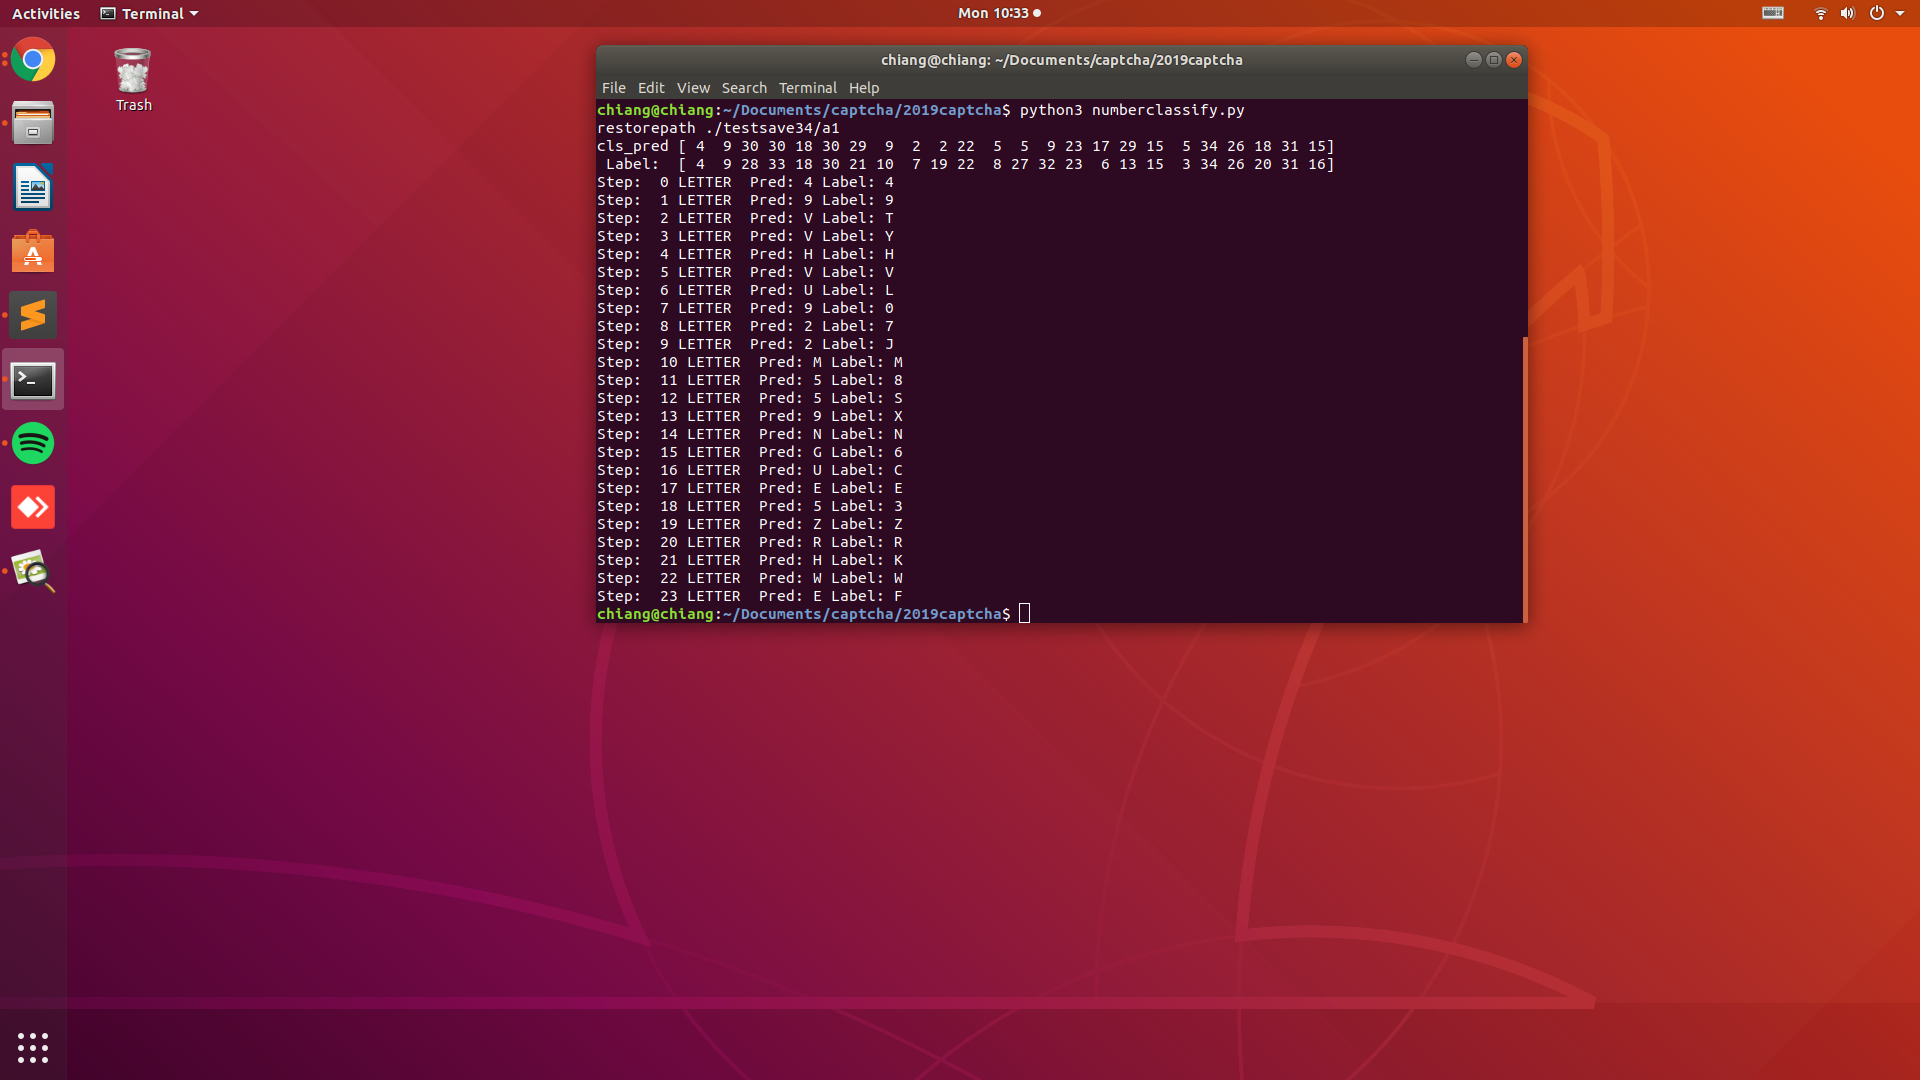 Activities Terminal Mon 10:33
Trash
chiang@chiang: ~/Documents/captcha/2019captcha
File Edit View Search Terminal Help
chiang@chiang:~/Documents/captcha/2019captcha$ python3 numberclassify.py
restorepath ./testsave34/a1
cls_pred [ 4  9 30 30 18 30 29  9  2  2 22  5  5  9 23 17 29 15  5 34 26 18 31 15]
 Label:  [ 4  9 28 33 18 30 21 10  7 19 22  8 27 32 23  6 13 15  3 34 26 20 31 16]
Step:  0 LETTER  Pred: 4 Label: 4
Step:  1 LETTER  Pred: 9 Label: 9
Step:  2 LETTER  Pred: V Label: T
Step:  3 LETTER  Pred: V Label: Y
Step:  4 LETTER  Pred: H Label: H
Step:  5 LETTER  Pred: V Label: V
Step:  6 LETTER  Pred: U Label: L
Step:  7 LETTER  Pred: 9 Label: 0
Step:  8 LETTER  Pred: 2 Label: 7
Step:  9 LETTER  Pred: 2 Label: J
Step:  10 LETTER  Pred: M Label: M
Step:  11 LETTER  Pred: 5 Label: 8
Step:  12 LETTER  Pred: 5 Label: S
Step:  13 LETTER  Pred: 9 Label: X
Step:  14 LETTER  Pred: N Label: N
Step:  15 LETTER  Pred: G Label: 6
Step:  16 LETTER  Pred: U Label: C
Step:  17 LETTER  Pred: E Label: E
Step:  18 LETTER  Pred: 5 Label: 3
Step:  19 LETTER  Pred: Z Label: Z
Step:  20 LETTER  Pred: R Label: R
Step:  21 LETTER  Pred: H Label: K
Step:  22 LETTER  Pred: W Label: W
Step:  23 LETTER  Pred: E Label: F
chiang@chiang:~/Documents/captcha/2019captcha$